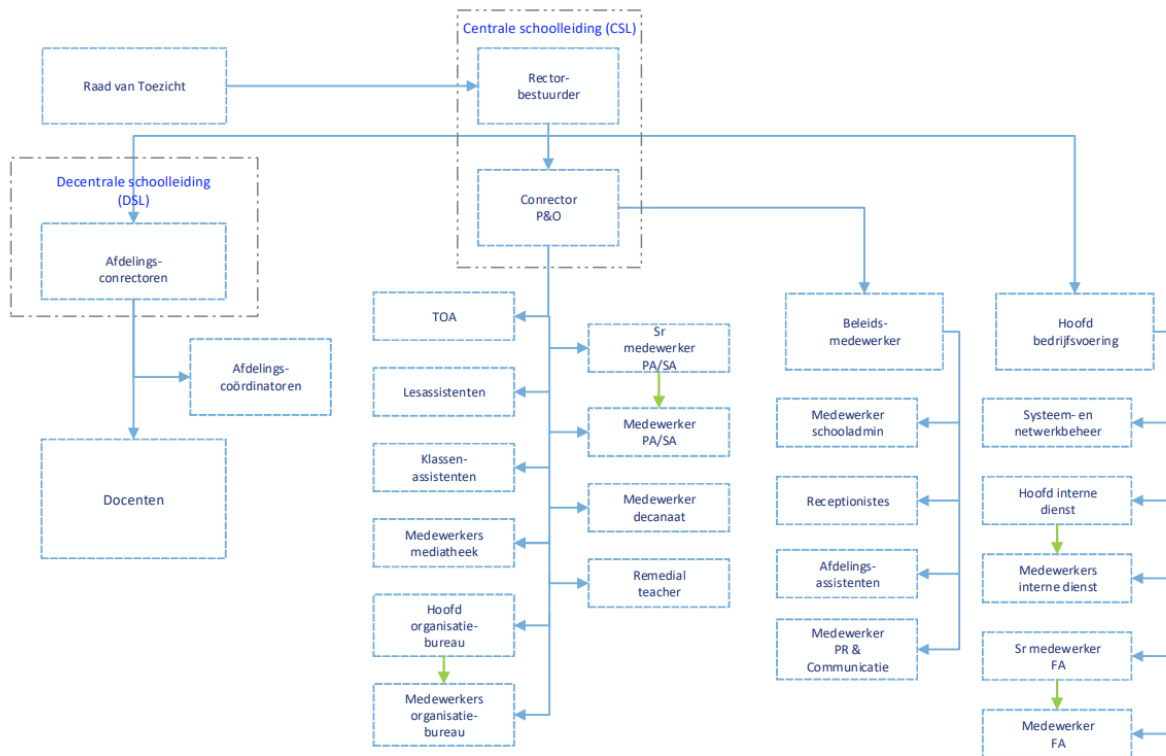 Centrale schoolleiding (CSL)
Raad van Toezicht
Rector-
bestuurder
Decentrale schoolleiding
(DSL)
Conrector
P&O
Afdelings-
conrectoren
TOA
Sr
medewerker
PA/SA
Beleids-
medewerker
Hoofd
bedrijfsvoering
Afdelings-
coördinatoren
Lesassistenten
Medewerker
PA/SA
Medewerker
schooladmin
Systeem- en
netwerkbeheer
Docenten
Klassen-
assistenten
Medewerker
decanaat
Receptionistes
Hoofd interne
dienst
Medewerkers
mediatheek
Remedial
teacher
Afdelings-
assistenten
Medewerkers
interne dienst
Hoofd
organisatie-
bureau
Medewerker
PR &
Communicatie
Sr medewerker
FA
Medewerkers
organisatie-
bureau
Medewerker
FA